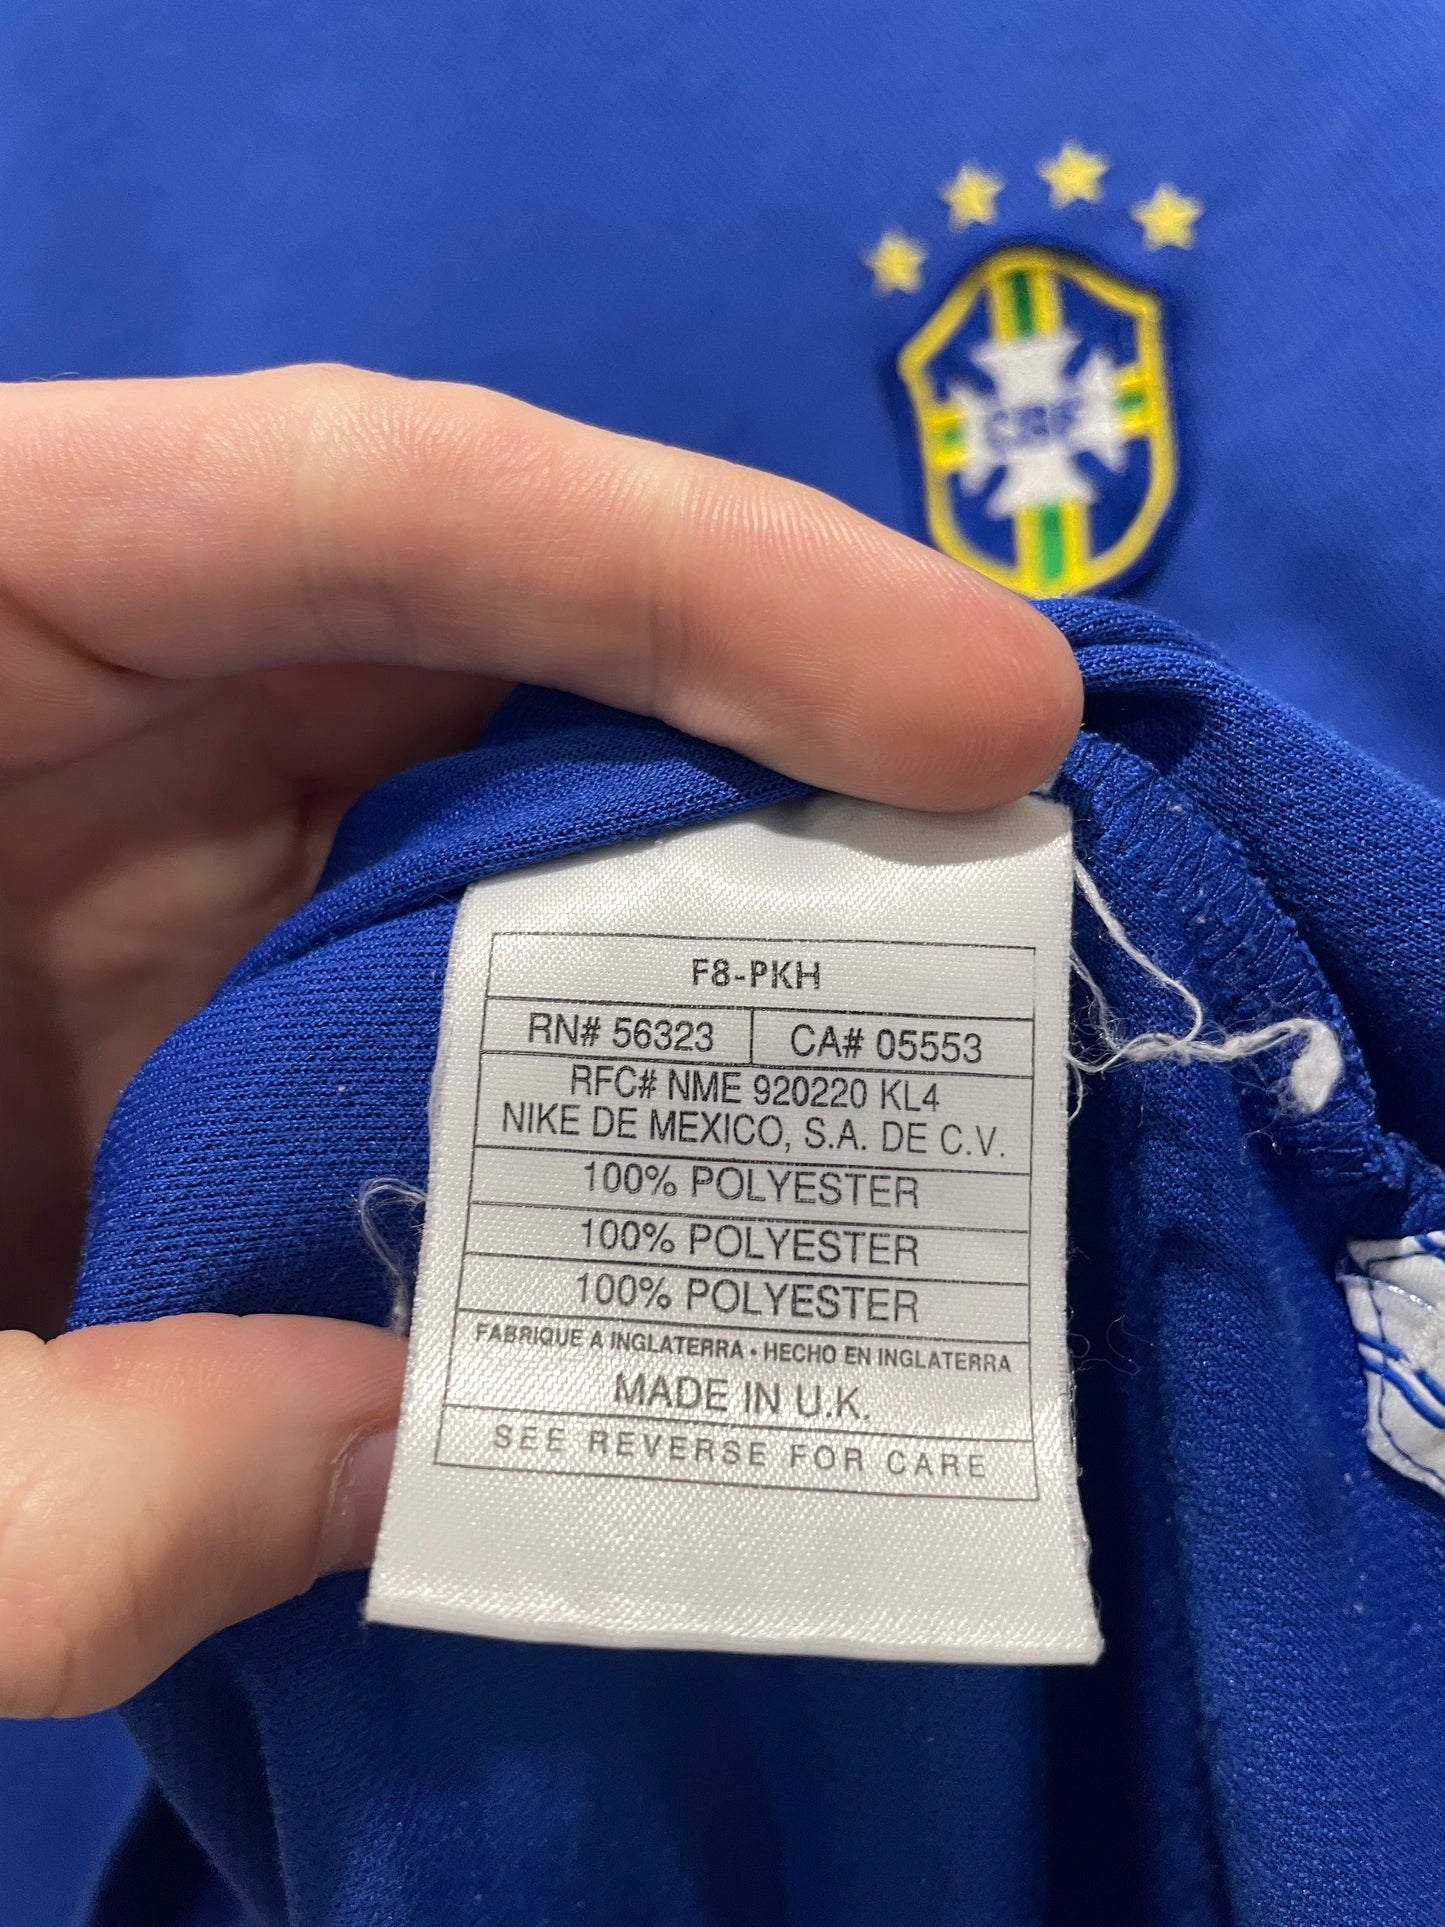 CBF
F8-PKH
RN# 56323 CA# 05553
RFC# NME 920220 KL4
NIKE DE MEXICO, S.A. DE C.V.
100% POLYESTER
100% POLYESTER
100% POLYESTER
FABRIQUE A INGLATERRA • HECHO EN INGLATERRA
MADE IN U.K.
SEE REVERSE FOR CARE